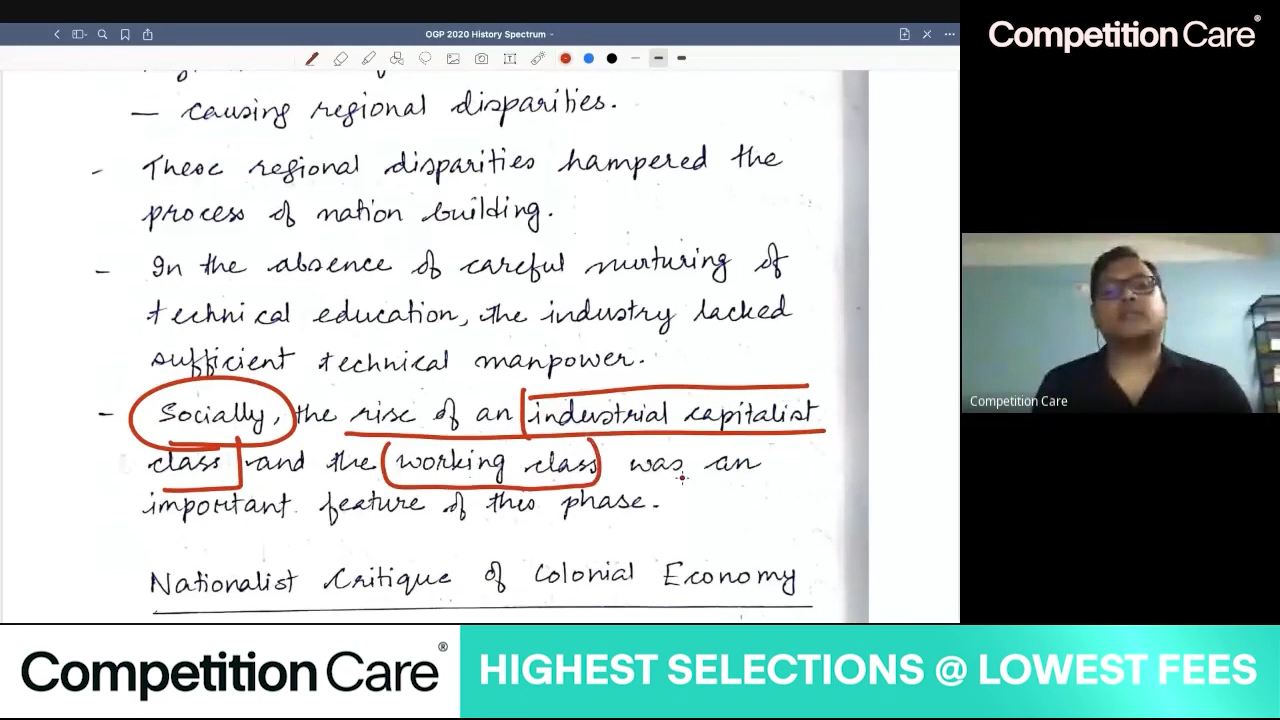 Competition Care®
OGP 2020 History Spectrum
— causing regional disparities.
- These regional disparities hampered the
process of nation building.
- In the absence of careful nurturing of
technical education, the industry lacked
sufficient technical manpower.
- Socially, the rise of an industrial capitalist
class and the working class was an
important feature of this phase.
Nationalist Critique of Colonial Economy
Competition Care
Competition Care®
HIGHEST SELECTIONS @ LOWEST FEES